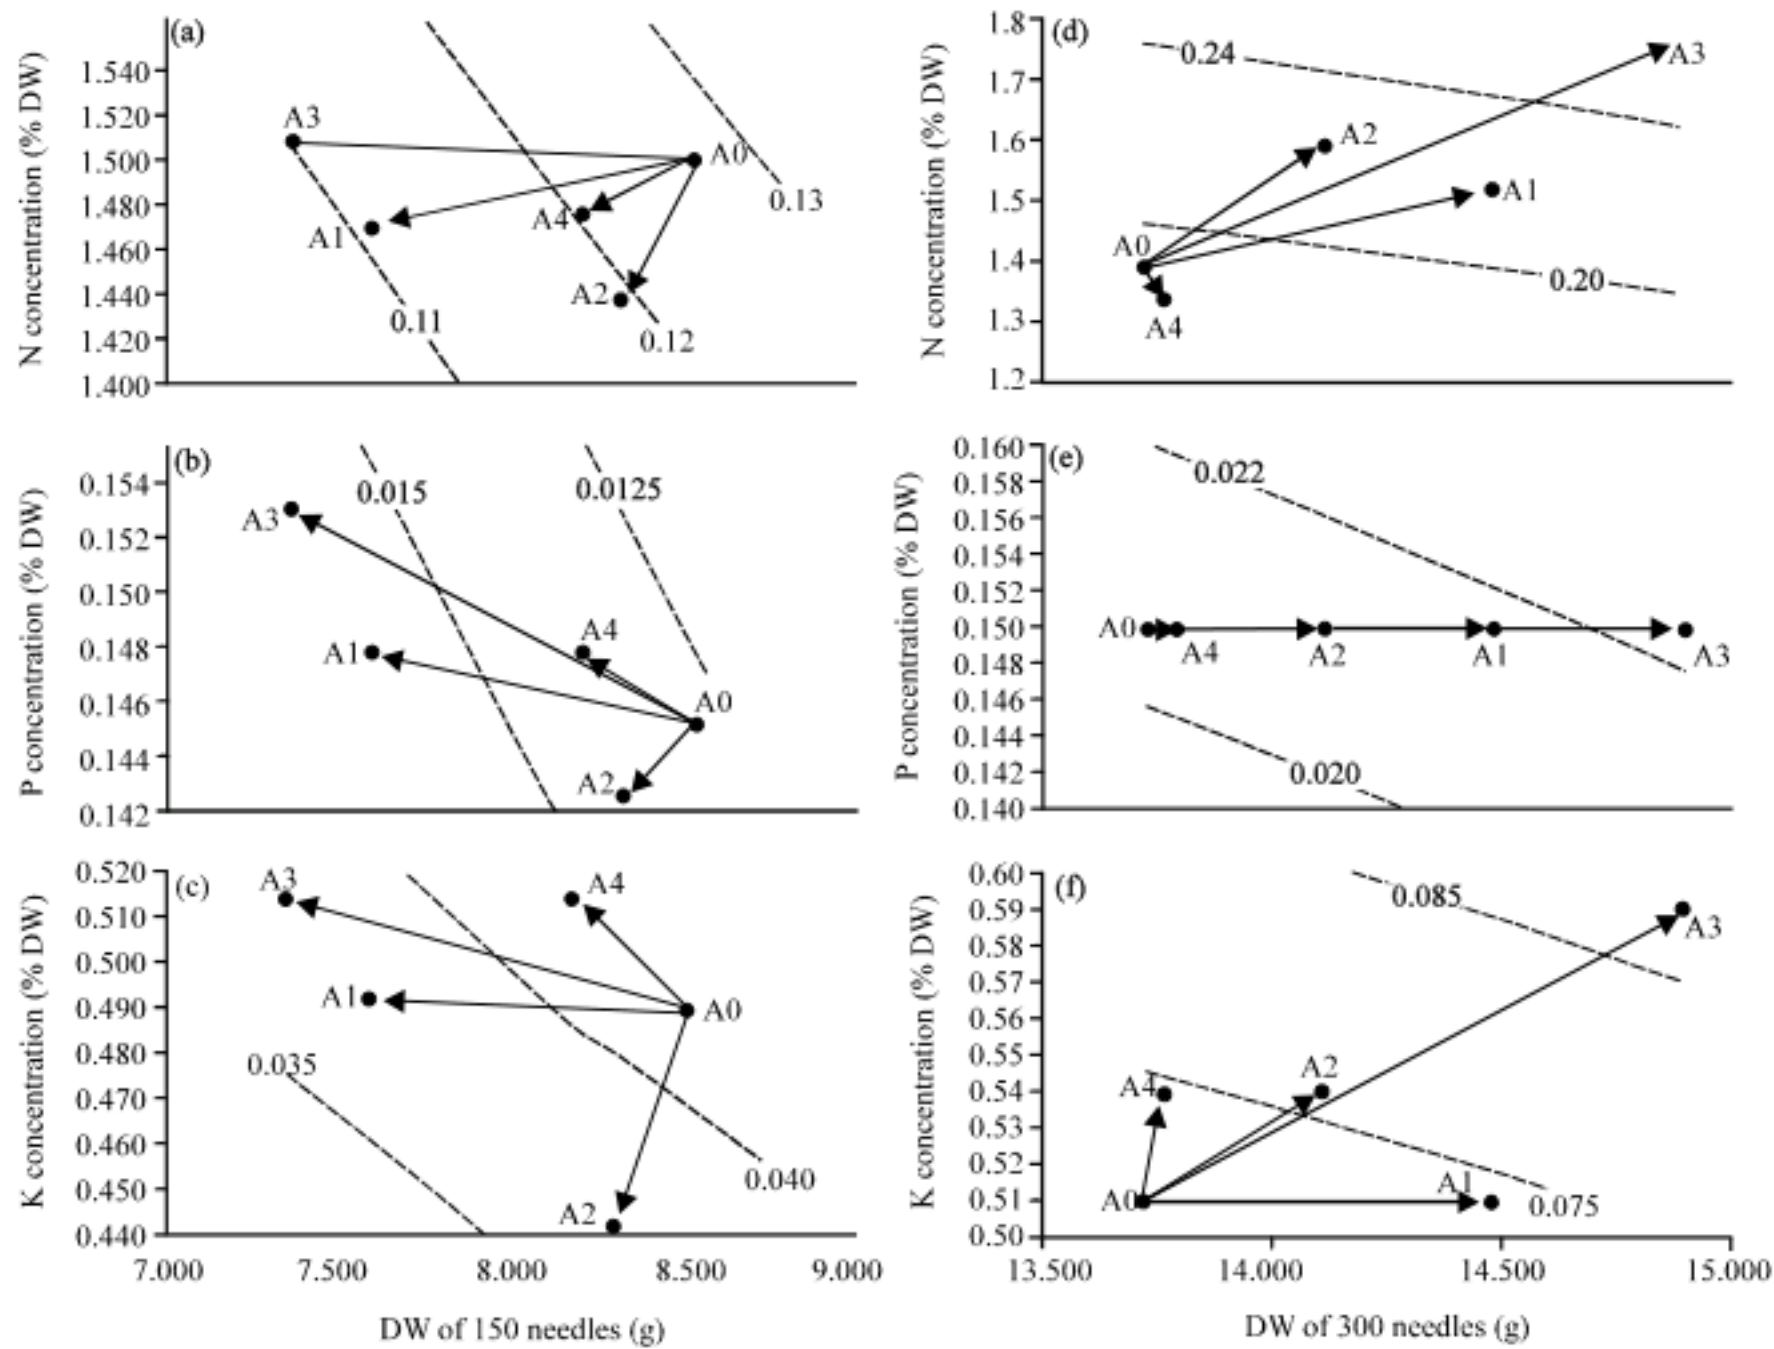 (a)
N concentration (% DW)
1.540
1.520
1.500
1.480
1.460
1.440
1.420
1.400
A3
A0
A1
A4
A2
0.13
0.11
0.12
(d)
N concentration (% DW)
1.8
1.7
1.6
1.5
1.4
1.3
1.2
0.24
A3
A2
A1
A0
0.20
A4
(b)
P concentration (% DW)
0.154
0.152
0.150
0.148
0.146
0.144
0.142
0.015
0.0125
A3
A4
A1
A0
A2
(e)
P concentration (% DW)
0.160
0.158
0.156
0.154
0.152
0.150
0.148
0.146
0.144
0.142
0.140
0.022
A0
A4
A2
A1
A3
0.020
(c)
K concentration (% DW)
0.520
0.510
0.500
0.490
0.480
0.470
0.460
0.450
0.440
A3
A4
A1
A0
0.035
0.040
A2
7.000 7.500 8.000 8.500 9.000
DW of 150 needles (g)
(f)
K concentration (% DW)
0.60
0.59
0.58
0.57
0.56
0.55
0.54
0.53
0.52
0.51
0.50
0.085
A3
A2
A4
A1
A0
0.075
13.500 14.000 14.500 15.000
DW of 300 needles (g)